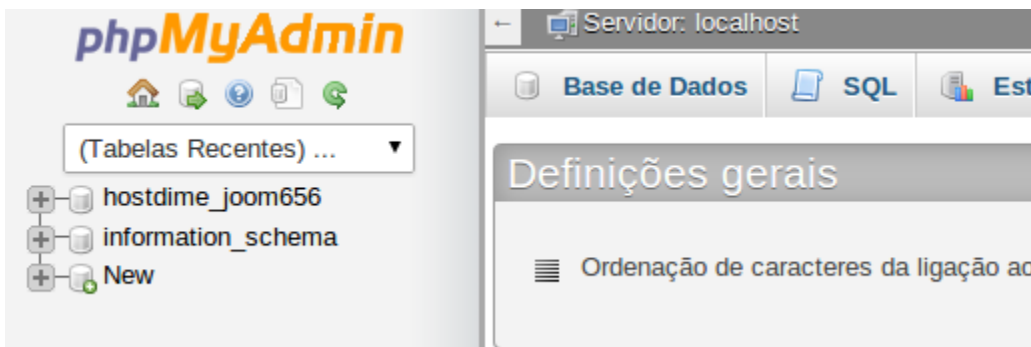 phpMyAdmin
(Tabelas Recentes) ...
hostdime_joom656
information_schema
New
Servidor: localhost
Base de Dados SQL Est
Definições gerais
Ordenação de caracteres da ligação ao